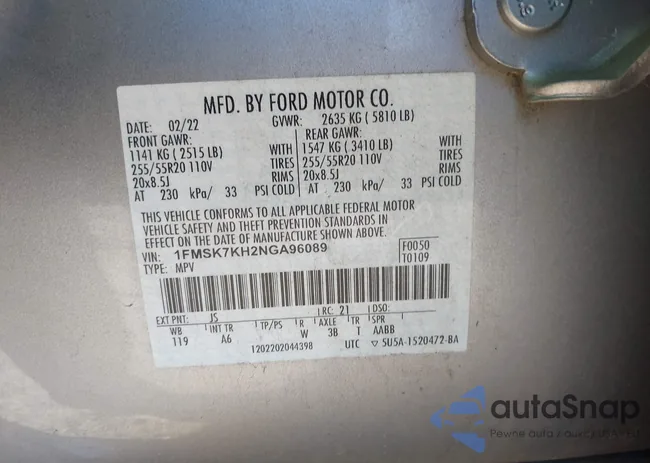 MFD. BY FORD MOTOR CO.
DATE: 02/22 GVWR: 2635 KG ( 5810 LB)
FRONT GAWR: REAR GAWR:
1141 KG ( 2515 LB) WITH 1547 KG ( 3410 LB) WITH
255/55R20 110V TIRES 255/55R20 110V TIRES
20x8.5J RIMS 20x8.5J RIMS
AT 230 kPa/ 33 PSI COLD AT 230 kPa/ 33 PSI COLD
THIS VEHICLE CONFORMS TO ALL APPLICABLE FEDERAL MOTOR
VEHICLE SAFETY AND THEFT PREVENTION STANDARDS IN
EFFECT ON THE DATE OF MANUFACTURE SHOWN ABOVE.
VIN: 1FMSK7KH2NGA96089 F0050
TYPE: MPV T0109
EXT PNT: JS RC: 21 DSO:
WB INT TR TP/PS R AXLE TR SPR
119 A6 W 3B T AABB
1202202044398 UTC ▽ 5U5A-1520472-BA
autaSnap
Pewne auta z aukcji